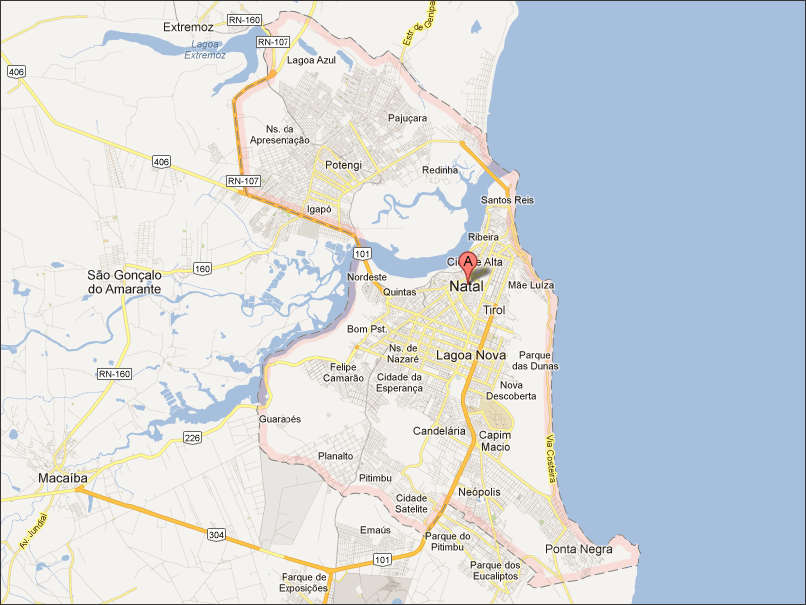 Extremoz
RN-160
Estr. de
Genipa
Lagoa
Extremoz
RN-107
Lagoa Azul
406
Pajuçara
Ns. da
Apresentação
406
Potengi
Redinha
RN-107
Santos Reis
Igapó
Ribeira
101
A
Cidade Alta
São Gonçalo
do Amarante
160
Nordeste
Natal
Mãe Luíza
Quintas
Tirol
Bom Pst.
Ns. de
Nazaré
Lagoa Nova
Parque
das Dunas
RN-160
Felipe
Camarão
Cidade da
Esperança
Nova
Descoberta
Guarapes
Candelária
Capim
Macio
226
Via Costeira
Planalto
Macaíba
Pitimbu
Neópolis
Cidade
Satelite
Av. Jundiaí
304
Emaús
Parque do
Pitimbu
Ponta Negra
101
Parque dos
Eucaliptos
Parque de
Exposições